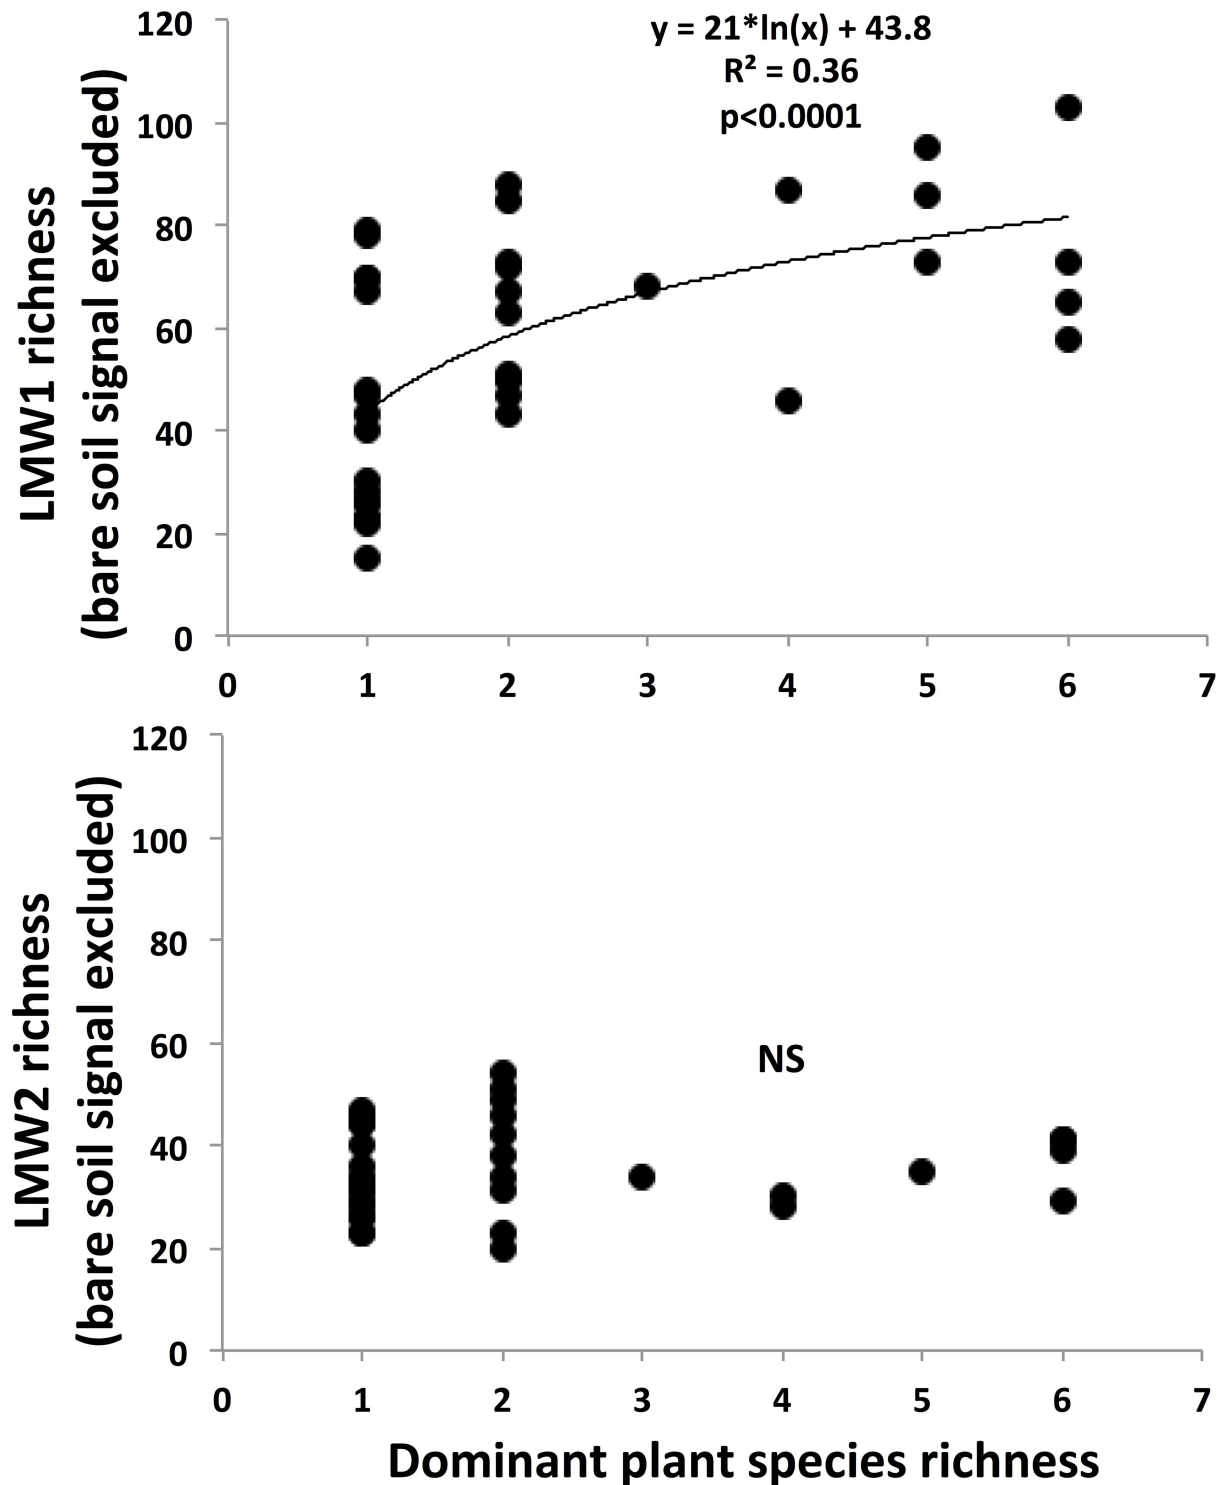 LMW1 richness
(bare soil signal excluded)
y = 21*ln(x) + 43.8
R² = 0.36
p<0.0001
120
100
80
60
40
20
0
0 1 2 3 4 5 6 7
LMW2 richness
(bare soil signal excluded)
NS
120
100
80
60
40
20
0
0 1 2 3 4 5 6 7
Dominant plant species richness